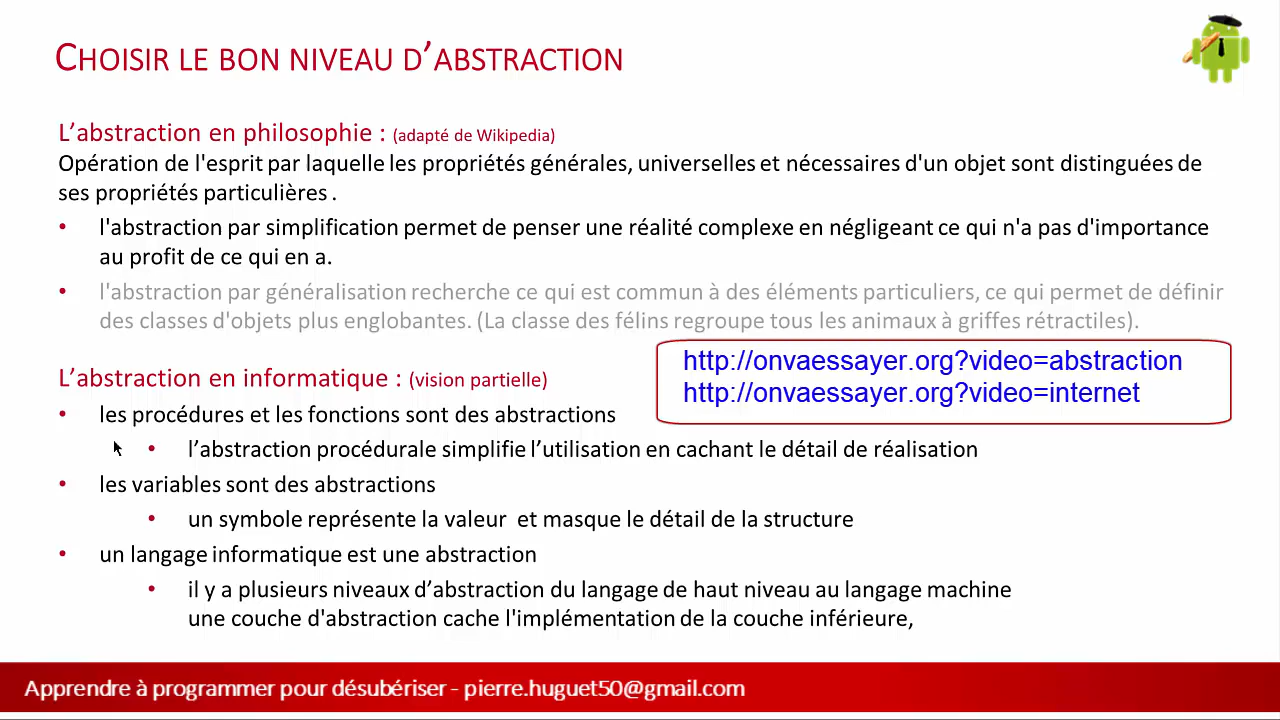 CHOISIR LE BON NIVEAU D’ABSTRACTION
L’abstraction en philosophie : (adapté de Wikipedia)
Opération de l'esprit par laquelle les propriétés générales, universelles et nécessaires d'un objet sont distinguées de
ses propriétés particulières .
• l'abstraction par simplification permet de penser une réalité complexe en négligeant ce qui n'a pas d'importance
au profit de ce qui en a.
• l'abstraction par généralisation recherche ce qui est commun à des éléments particuliers, ce qui permet de définir
des classes d'objets plus englobantes. (La classe des félins regroupe tous les animaux à griffes rétractiles).
http://onvaessayer.org?video=abstraction
http://onvaessayer.org?video=internet
L’abstraction en informatique : (vision partielle)
• les procédures et les fonctions sont des abstractions
• l’abstraction procédurale simplifie l’utilisation en cachant le détail de réalisation
• les variables sont des abstractions
• un symbole représente la valeur et masque le détail de la structure
• un langage informatique est une abstraction
• il y a plusieurs niveaux d’abstraction du langage de haut niveau au langage machine
une couche d'abstraction cache l'implémentation de la couche inférieure,
Apprendre à programmer pour désubériser - pierre.huguet50@gmail.com